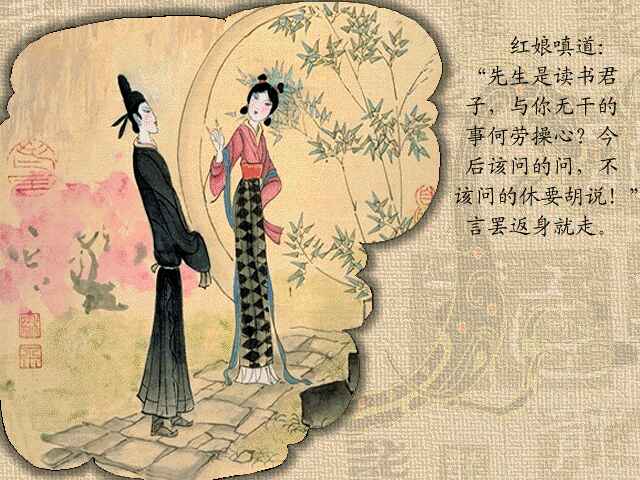 红娘嗔道：
“先生是读书君
子，与你无干的
事何劳操心？今
后该问的问，不
该问的休要胡说！”
言罢返身就走。